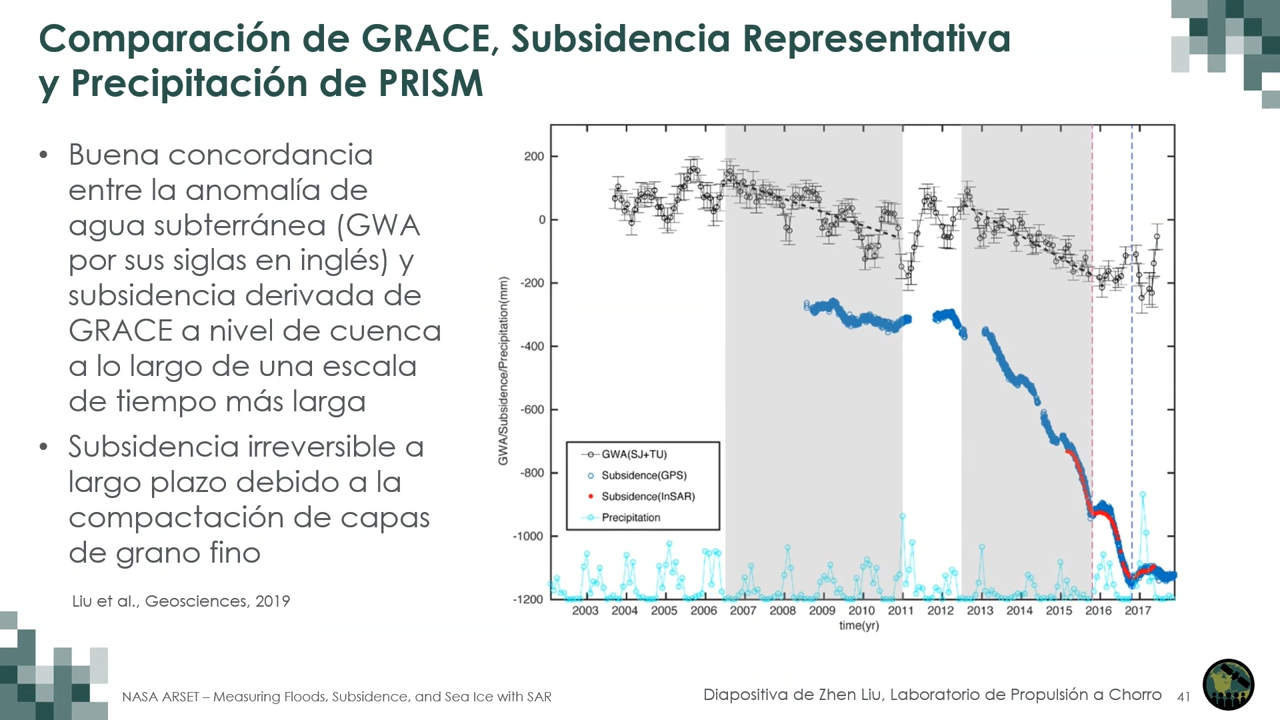 Comparación de GRACE, Subsidencia Representativa
y Precipitación de PRISM
• Buena concordancia
entre la anomalía de
agua subterránea (GWA
por sus siglas en inglés) y
subsidencia derivada de
GRACE a nivel de cuenca
a lo largo de una escala
de tiempo más larga
• Subsidencia irreversible a
largo plazo debido a la
compactación de capas
de grano fino
Liu et al., Geosciences, 2019
GWA/Subsidence/Precipitation(mm)
200
0
-200
-400
-600
-800
-1000
-1200
GWA(SJ+TU)
Subsidence(GPS)
Subsidence(InSAR)
Precipitation
2003 2004 2005 2006 2007 2008 2009 2010 2011 2012 2013 2014 2015 2016 2017
time(yr)
NASA ARSET – Measuring Floods, Subsidence, and Sea Ice with SAR
Diapositiva de Zhen Liu, Laboratorio de Propulsión a Chorro
41